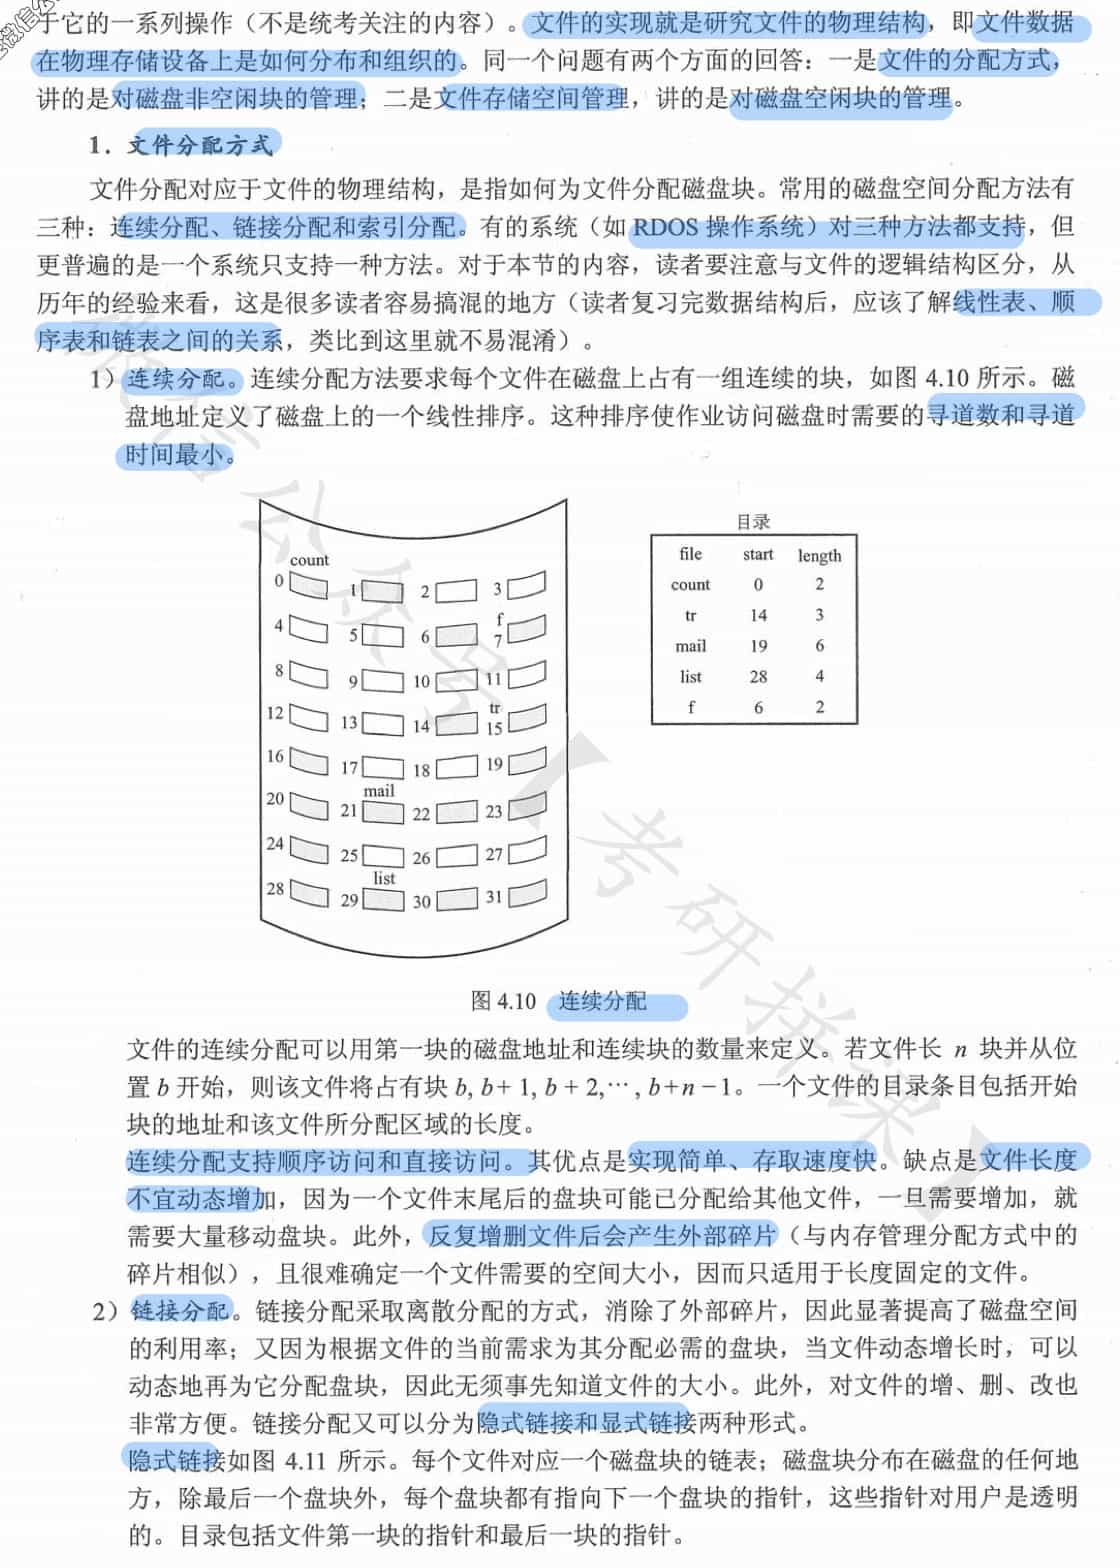 于它的一系列操作（不是统考关注的内容）。文件的实现就是研究文件的物理结构，即文件数据
在物理存储设备上是如何分布和组织的。同一个问题有两个方面的回答：一是文件的分配方式，
讲的是对磁盘非空闲块的管理；二是文件存储空间管理，讲的是对磁盘空闲块的管理。
1．文件分配方式
文件分配对应于文件的物理结构，是指如何为文件分配磁盘块。常用的磁盘空间分配方法有
三种：连续分配、链接分配和索引分配。有的系统（如 RDOS 操作系统）对三种方法都支持，但
更普遍的是一个系统只支持一种方法。对于本节的内容，读者要注意与文件的逻辑结构区分，从
历年的经验来看，这是很多读者容易搞混的地方（读者复习完数据结构后，应该了解线性表、顺
序表和链表之间的关系，类比到这里就不易混淆）。
1）连续分配。连续分配方法要求每个文件在磁盘上占有一组连续的块，如图 4.10 所示。磁
盘地址定义了磁盘上的一个线性排序。这种排序使作业访问磁盘时需要的寻道数和寻道
时间最小。
count
0 1 2 3
f
4 5 6 7
8 9 10 11
tr
12 13 14 15
16 17 18 19
mail
20 21 22 23
24 25 26 27
list
28 29 30 31
目录
file start length
count 0 2
tr 14 3
mail 19 6
list 28 4
f 6 2
图 4.10 连续分配
文件的连续分配可以用第一块的磁盘地址和连续块的数量来定义。若文件长 n 块并从位
置 b 开始，则该文件将占有块 b, b+ 1, b + 2,⋯ , b+n −1。一个文件的目录条目包括开始
块的地址和该文件所分配区域的长度。
连续分配支持顺序访问和直接访问。其优点是实现简单、存取速度快。缺点是文件长度
不宜动态增加，因为一个文件末尾后的盘块可能已分配给其他文件，一旦需要增加，就
需要大量移动盘块。此外，反复增删文件后会产生外部碎片（与内存管理分配方式中的
碎片相似），且很难确定一个文件需要的空间大小，因而只适用于长度固定的文件。
2）链接分配。链接分配采取离散分配的方式，消除了外部碎片，因此显著提高了磁盘空间
的利用率；又因为根据文件的当前需求为其分配必需的盘块，当文件动态增长时，可以
动态地再为它分配盘块，因此无须事先知道文件的大小。此外，对文件的增、删、改也
非常方便。链接分配又可以分为隐式链接和显式链接两种形式。
隐式链接如图 4.11 所示。每个文件对应一个磁盘块的链表；磁盘块分布在磁盘的任何地
方，除最后一个盘块外，每个盘块都有指向下一个盘块的指针，这些指针对用户是透明
的。目录包括文件第一块的指针和最后一块的指针。
微信公众号【考研拼课】
微信公